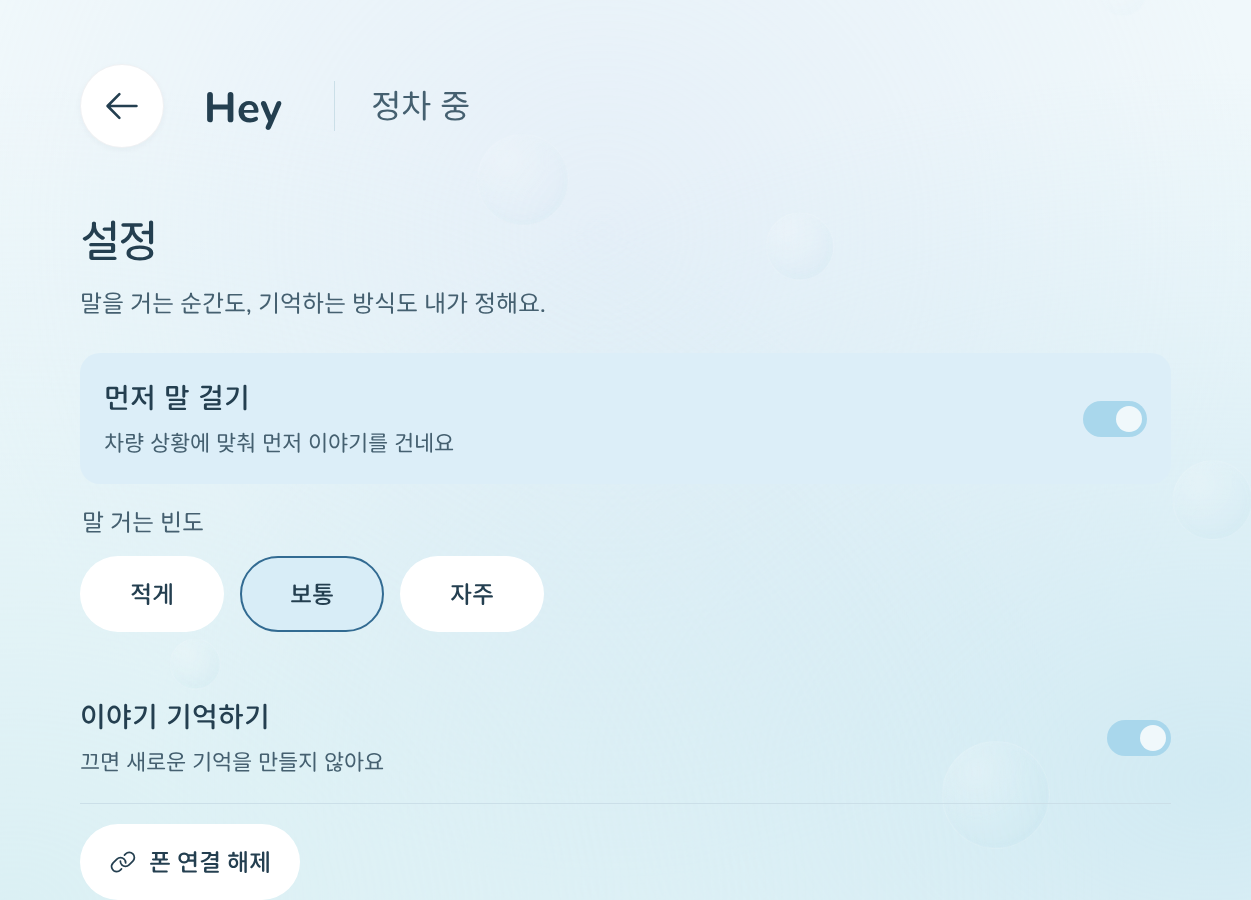 Hey
정차 중
설정
말을 거는 순간도, 기억하는 방식도 내가 정해요.
먼저 말 걸기
차량 상황에 맞춰 먼저 이야기를 건네요
말 거는 빈도
적게
보통
자주
이야기 기억하기
끄면 새로운 기억을 만들지 않아요
폰 연결 해제